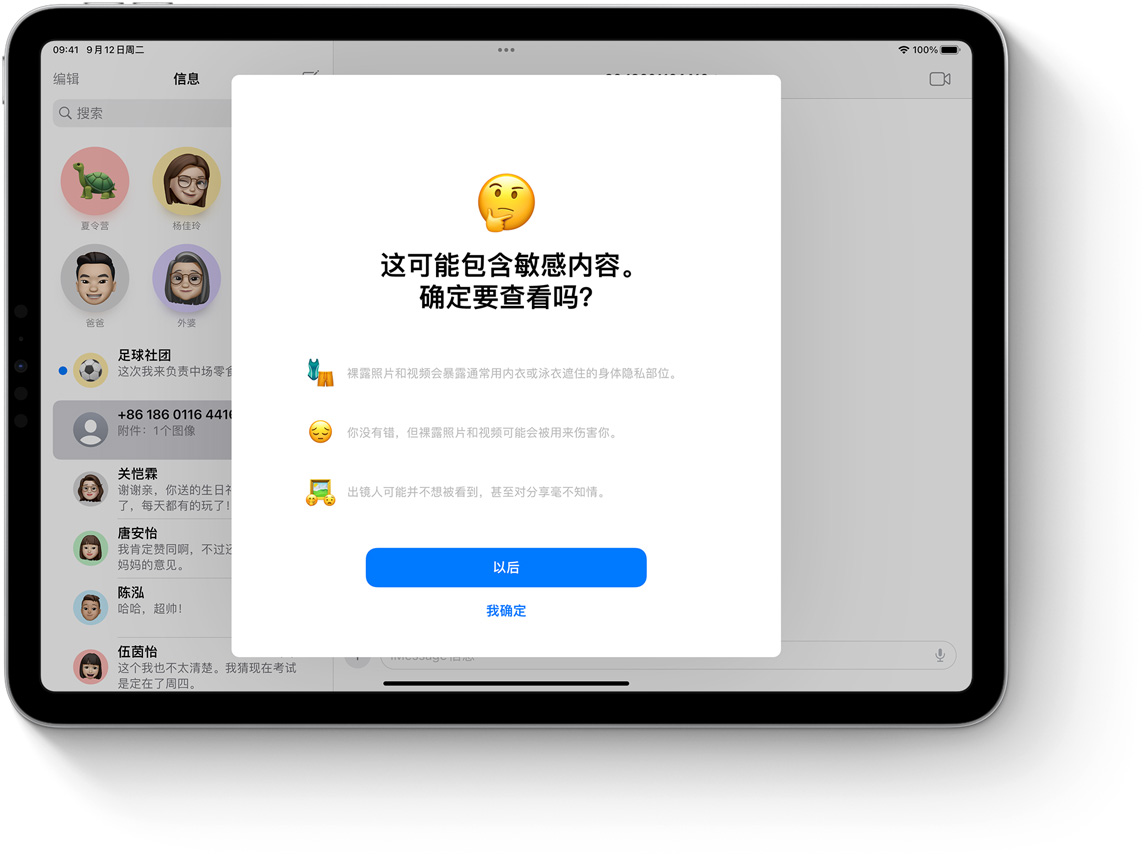 09:41 9月12日周二
100%
编辑
信息
搜索
夏令营
杨佳玲
爸爸
外婆
足球社团
这次我来负责中场零食
+86 186 0116 4416
附件：1个图像
关恺霖
谢谢亲，你送的生日礼
了，每天都有的玩了！
唐安怡
我肯定赞同啊，不过还
妈妈的意见。
陈泓
哈哈，超帅！
伍茵怡
这个我也不太清楚。我猜现在考试
是定在了周四。
这可能包含敏感内容。
确定要查看吗？
裸露照片和视频会暴露通常用内衣或泳衣遮住的身体隐私部位。
你没有错，但裸露照片和视频可能会被用来伤害你。
出镜人可能并不想被看到，甚至对分享毫不知情。
以后
我确定
iMessage信息